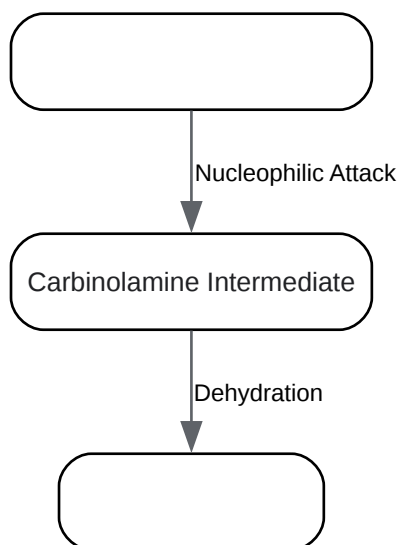 Nucleophilic Attack
Carbinolamine Intermediate
Dehydration